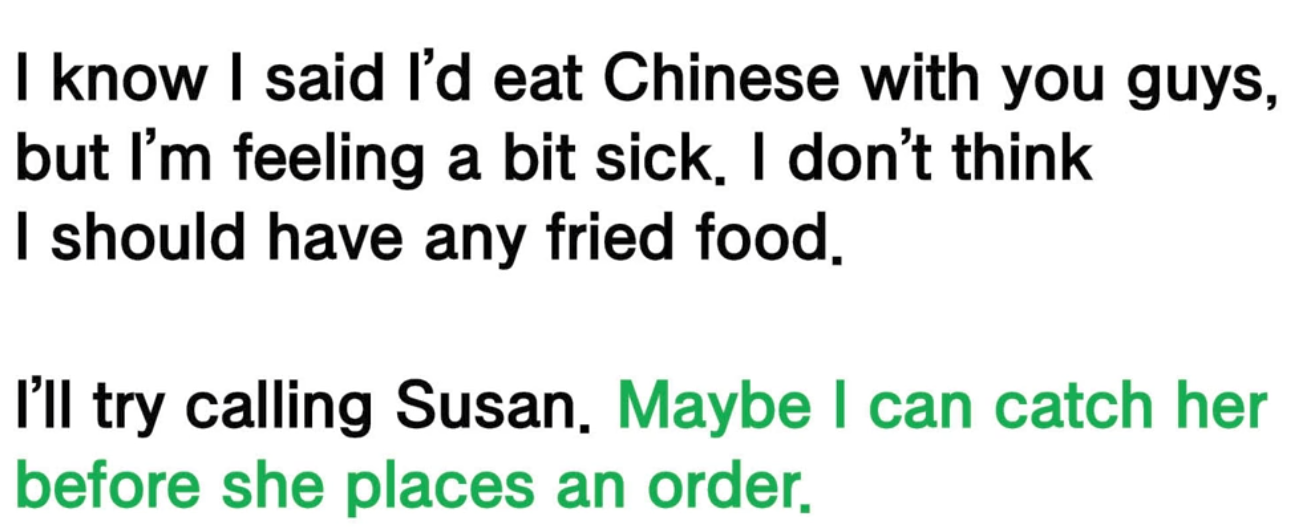 I know I said I’d eat Chinese with you guys,
but I’m feeling a bit sick. I don’t think
I should have any fried food.
I’ll try calling Susan. Maybe I can catch her
before she places an order.